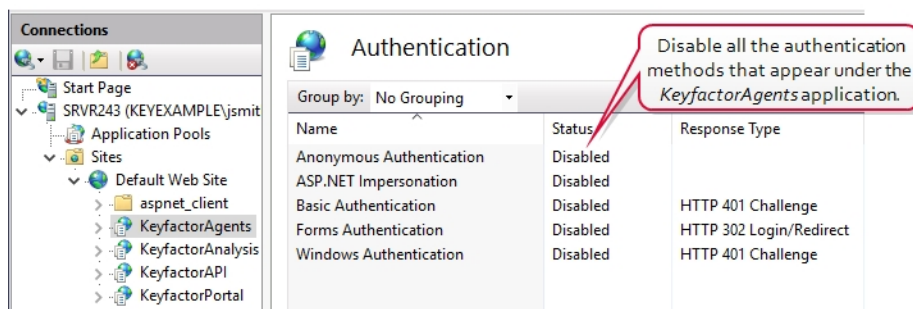 Connections
Start Page
SRVR243 (KEYEXAMPLE\jsmit
Application Pools
Sites
Default Web Site
aspnet_client
KeyfactorAgents
KeyfactorAnalysis
KeyfactorAPI
KeyfactorPortal
Authentication
Disable all the authentication
methods that appear under the
KeyfactorAgents application.
Group by: No Grouping
Name Status Response Type
Anonymous Authentication Disabled
ASP.NET Impersonation Disabled
Basic Authentication Disabled HTTP 401 Challenge
Forms Authentication Disabled HTTP 302 Login/Redirect
Windows Authentication Disabled HTTP 401 Challenge